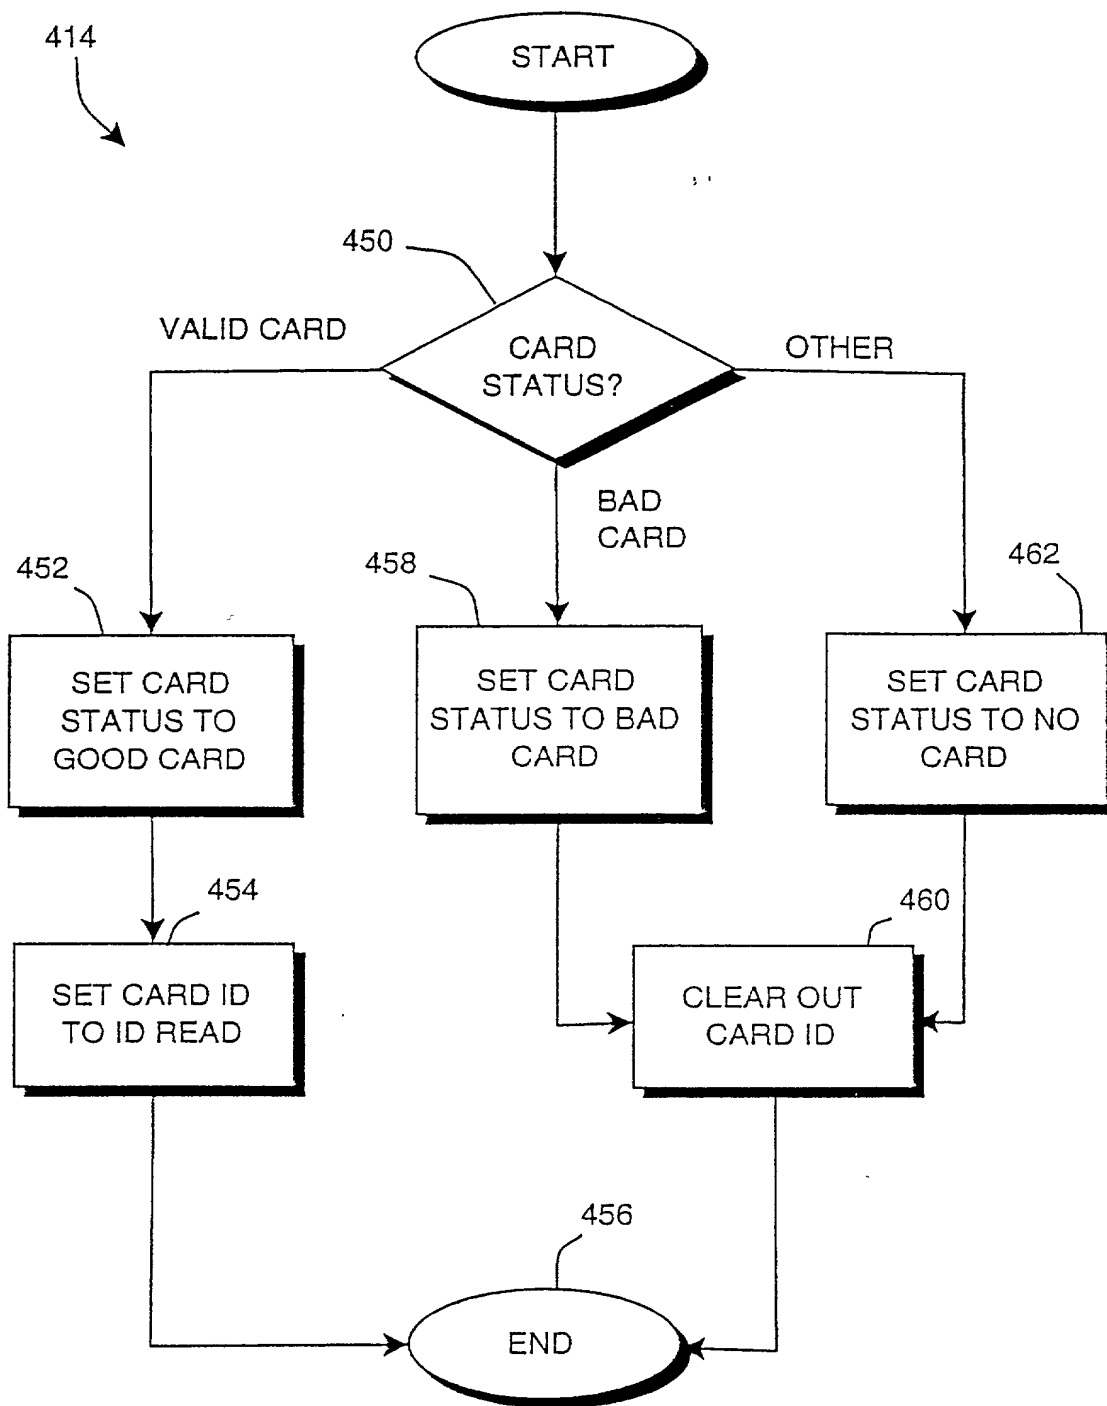 414
START
450
VALID CARD
CARD
STATUS?
OTHER
BAD
CARD
452
458
462
SET CARD
STATUS TO
GOOD CARD
SET CARD
STATUS TO BAD
CARD
SET CARD
STATUS TO NO
CARD
454
460
SET CARD ID
TO ID READ
CLEAR OUT
CARD ID
456
END